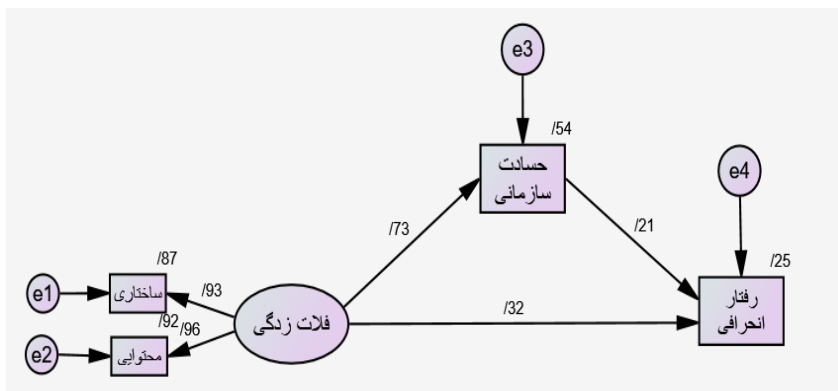 e3
/54
حسادت
سازمانی
e4
/73
/21
/25
رفتار
انحرافی
/87
e1
ساختاری
/93
/32
فلات زدگی
/92
/96
e2
محتوایی